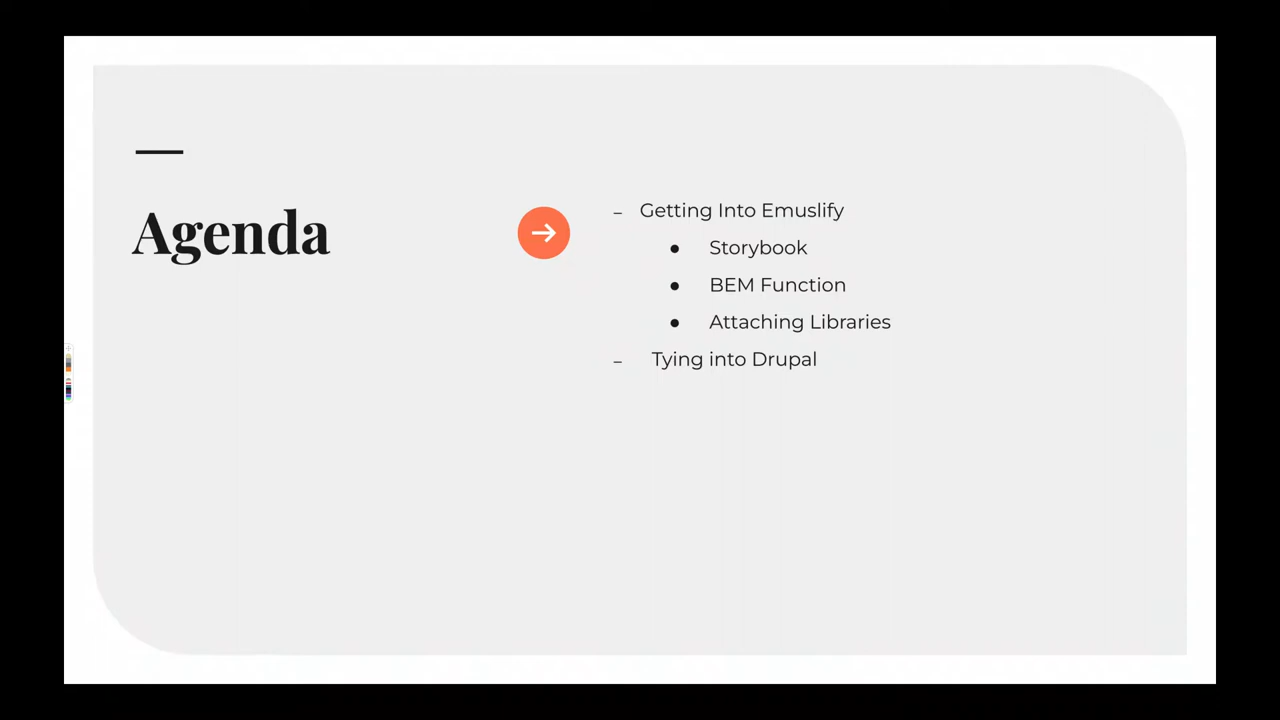 Agenda
– Getting Into Emuslify
● Storybook
● BEM Function
● Attaching Libraries
– Tying into Drupal